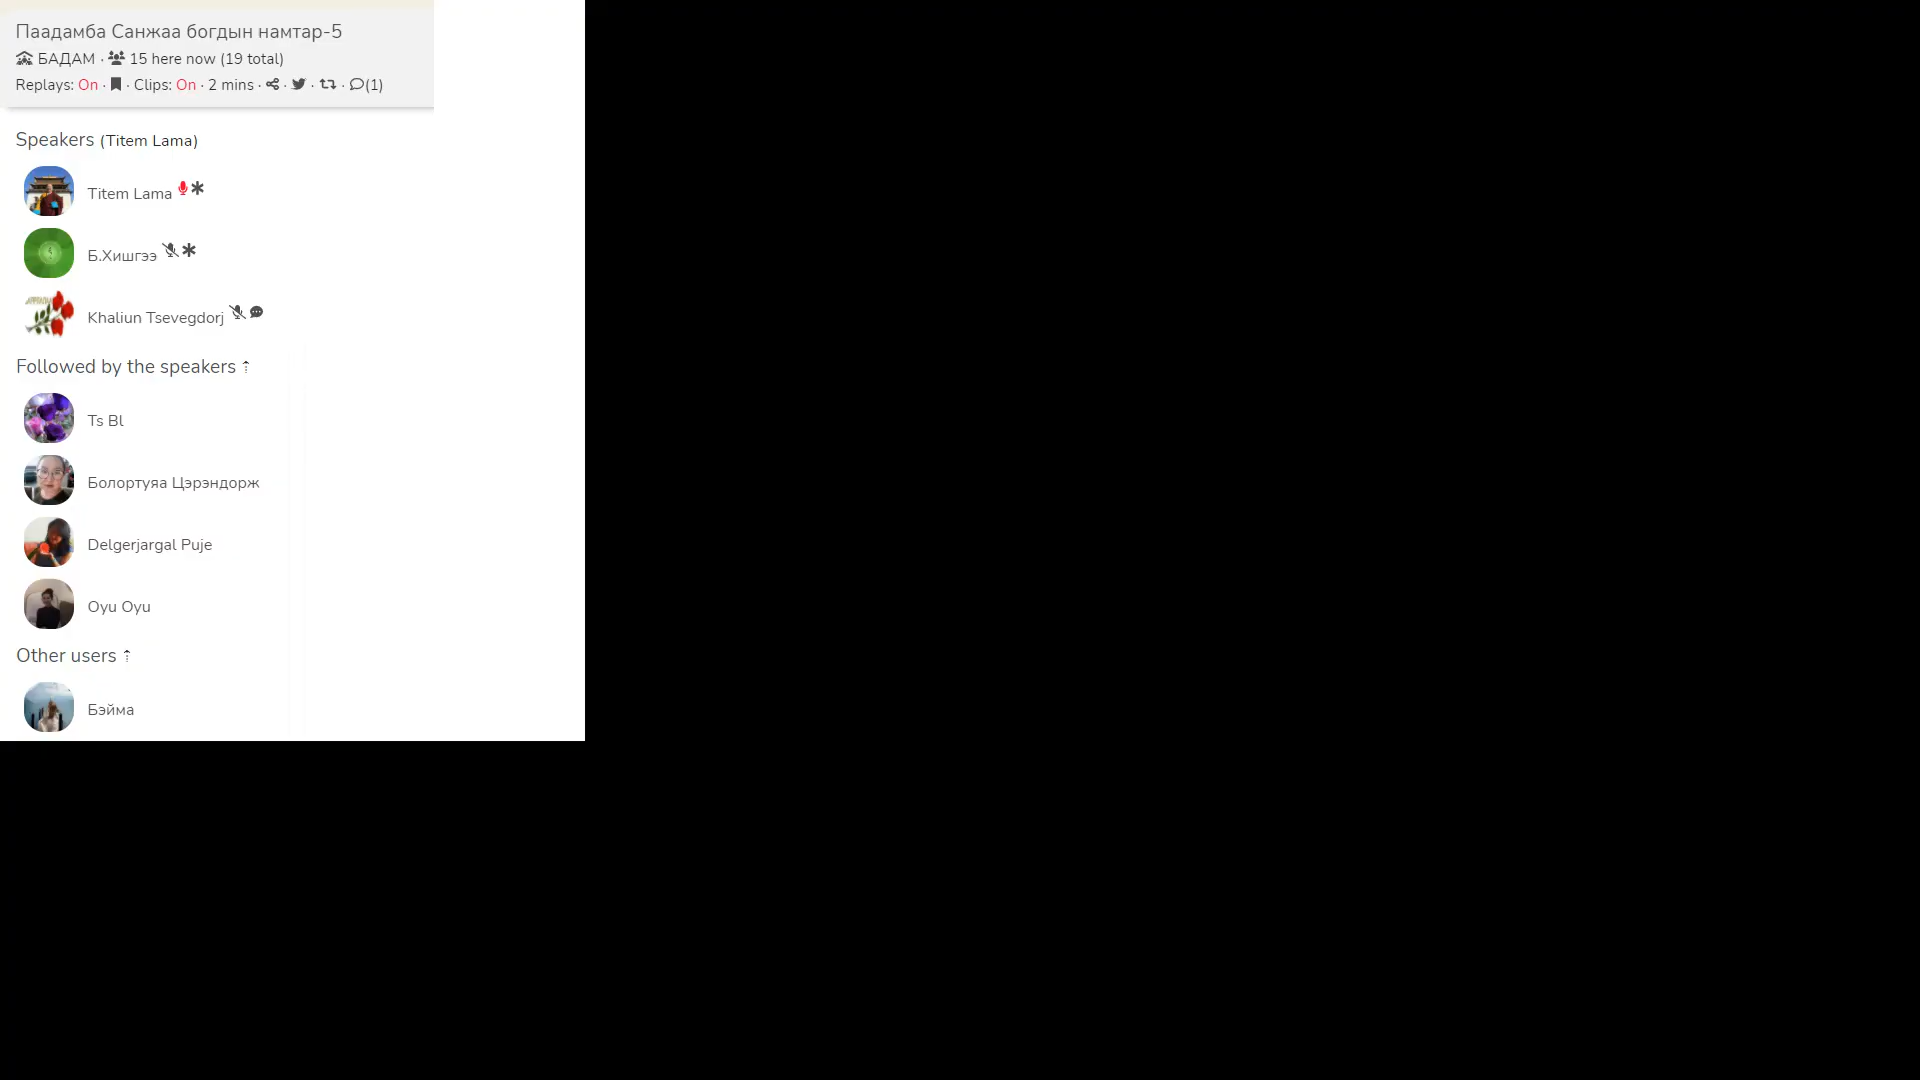 Паадамба Санжаа богдын намтар-5
БАДАМ · 15 here now (19 total)
Replays: On · · Clips: On · 2 mins · · · · (1)
Speakers (Titem Lama)
Titem Lama
Б.Хишгээ
Khaliun Tsevegdorj
Followed by the speakers ⇡
Ts Bl
Болортуяа Цэрэндорж
Delgerjargal Puje
Oyu Oyu
Other users ⇡
Бэйма